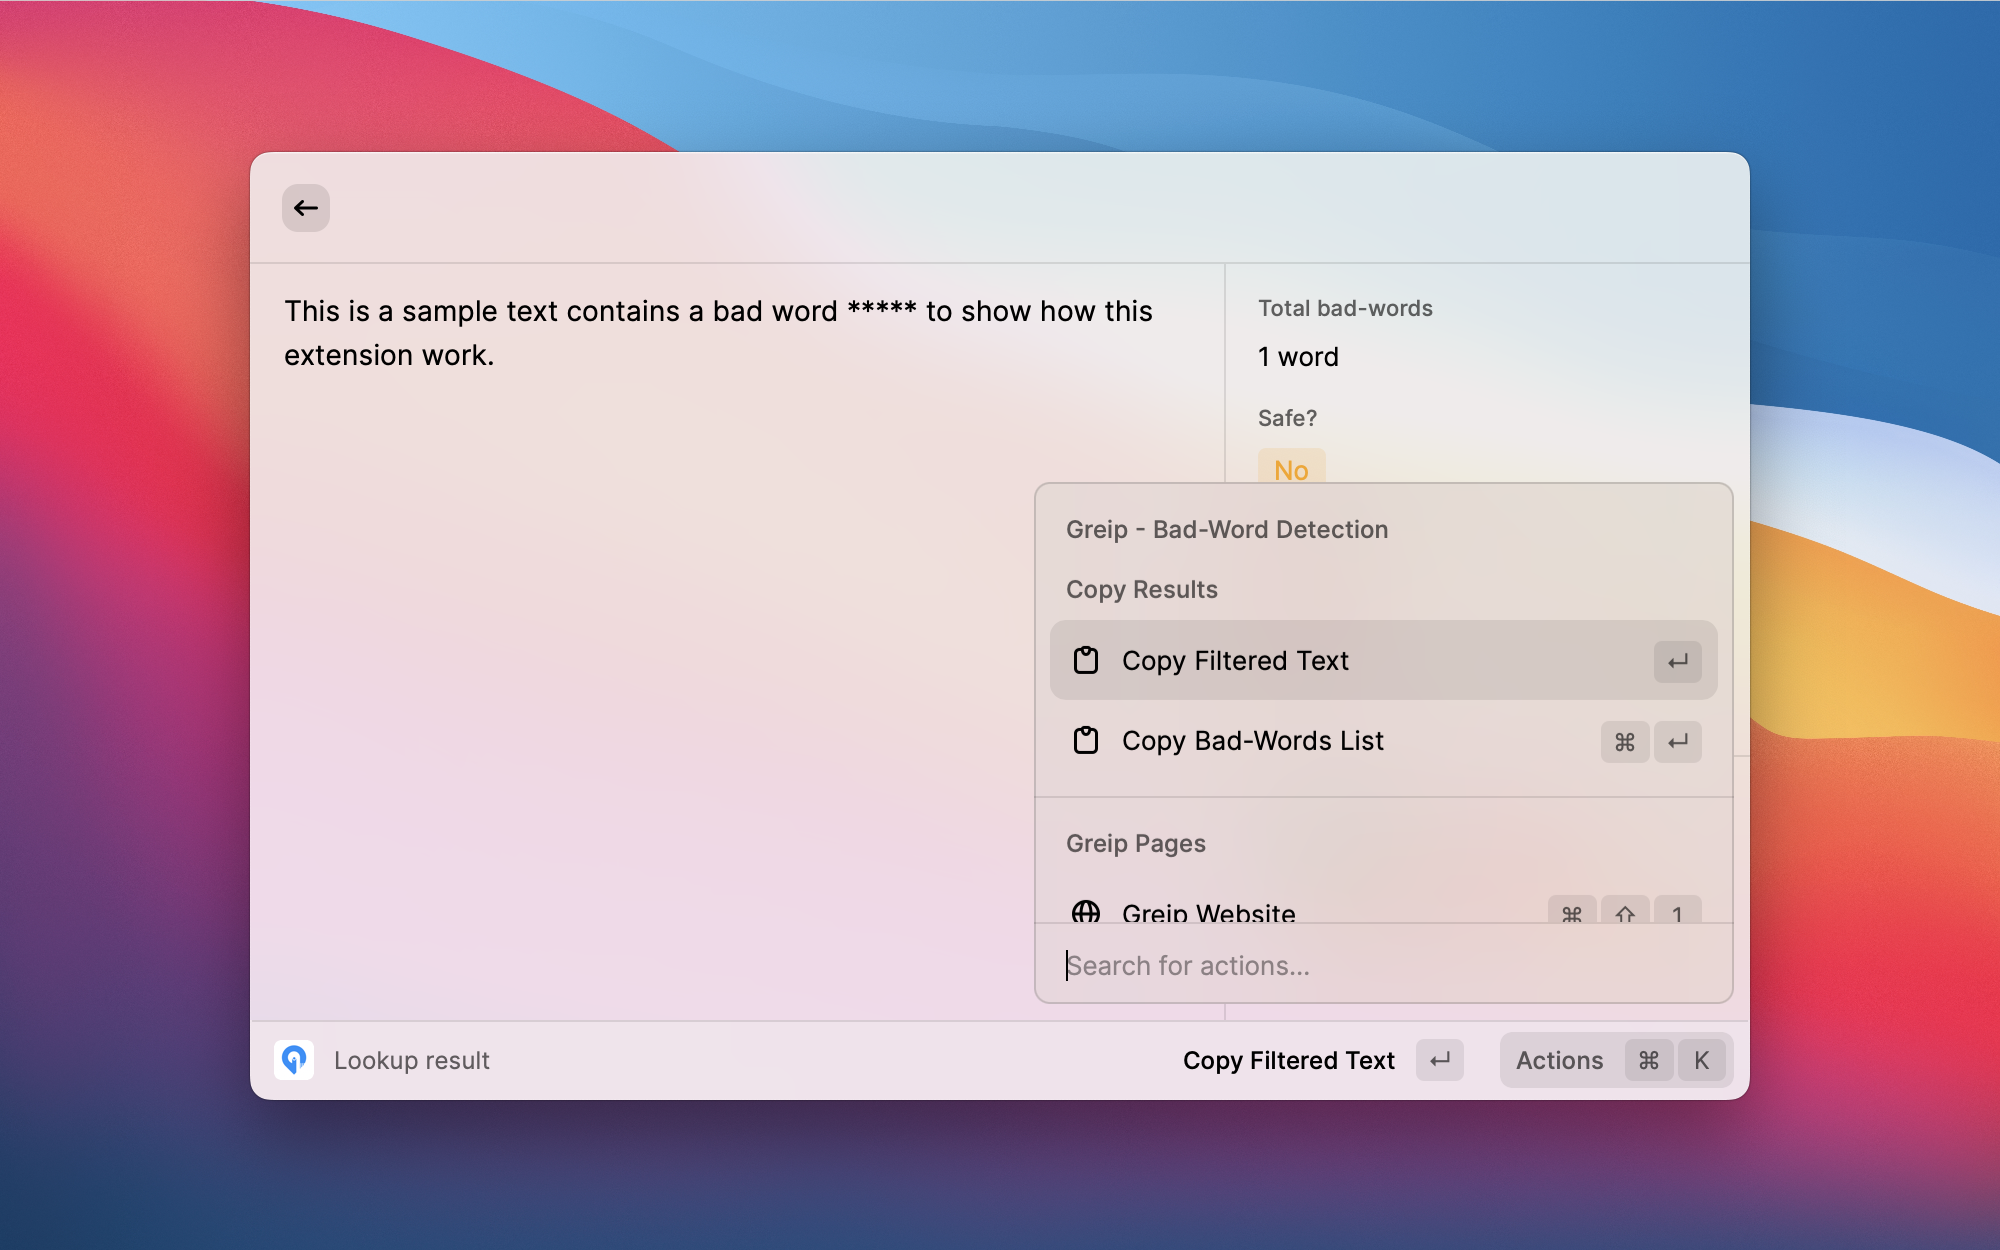 This is a sample text contains a bad word ***** to show how this
extension work.
Total bad-words
1 word
Safe?
No
Greip - Bad-Word Detection
Copy Results
Copy Filtered Text ↵
Copy Bad-Words List ⌘ ↵
Greip Pages
Greip Website ⌘ ⇧ 1
Search for actions...
Lookup result
Copy Filtered Text ↵
Actions ⌘ K